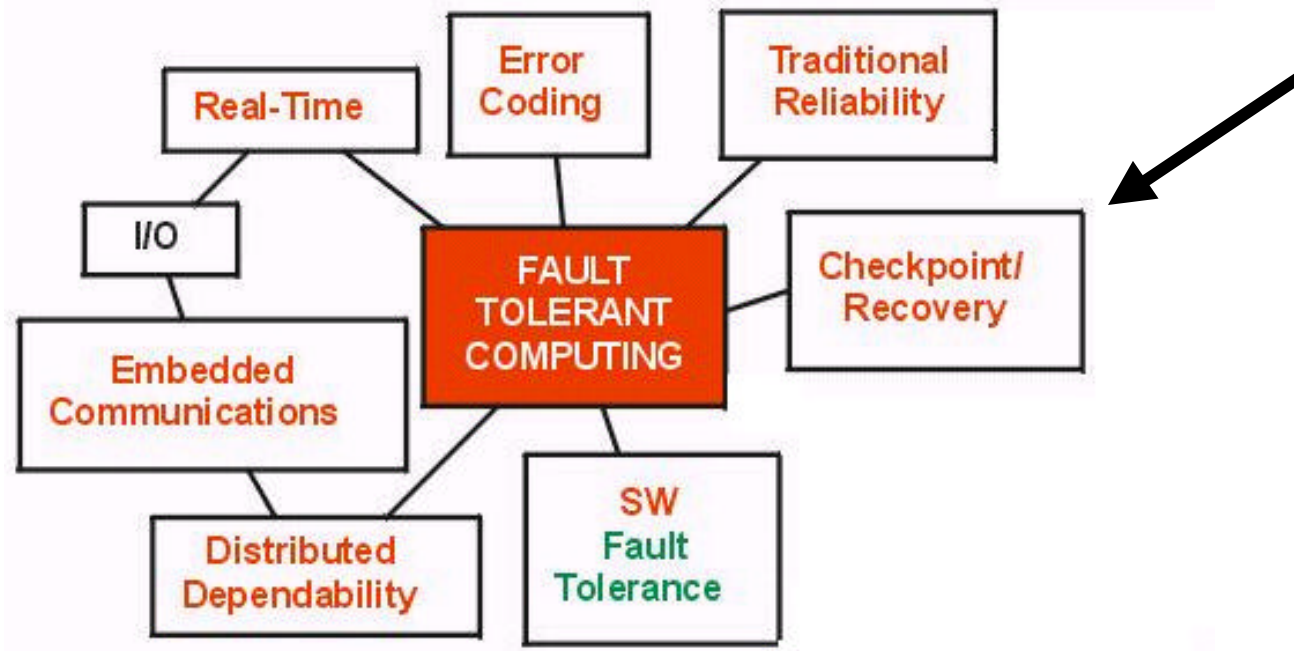 Error
Coding
Traditional
Reliability
Real-Time
I/O
FAULT
TOLERANT
COMPUTING
Checkpoint/
Recovery
Embedded
Communications
SW
Fault
Tolerance
Distributed
Dependability